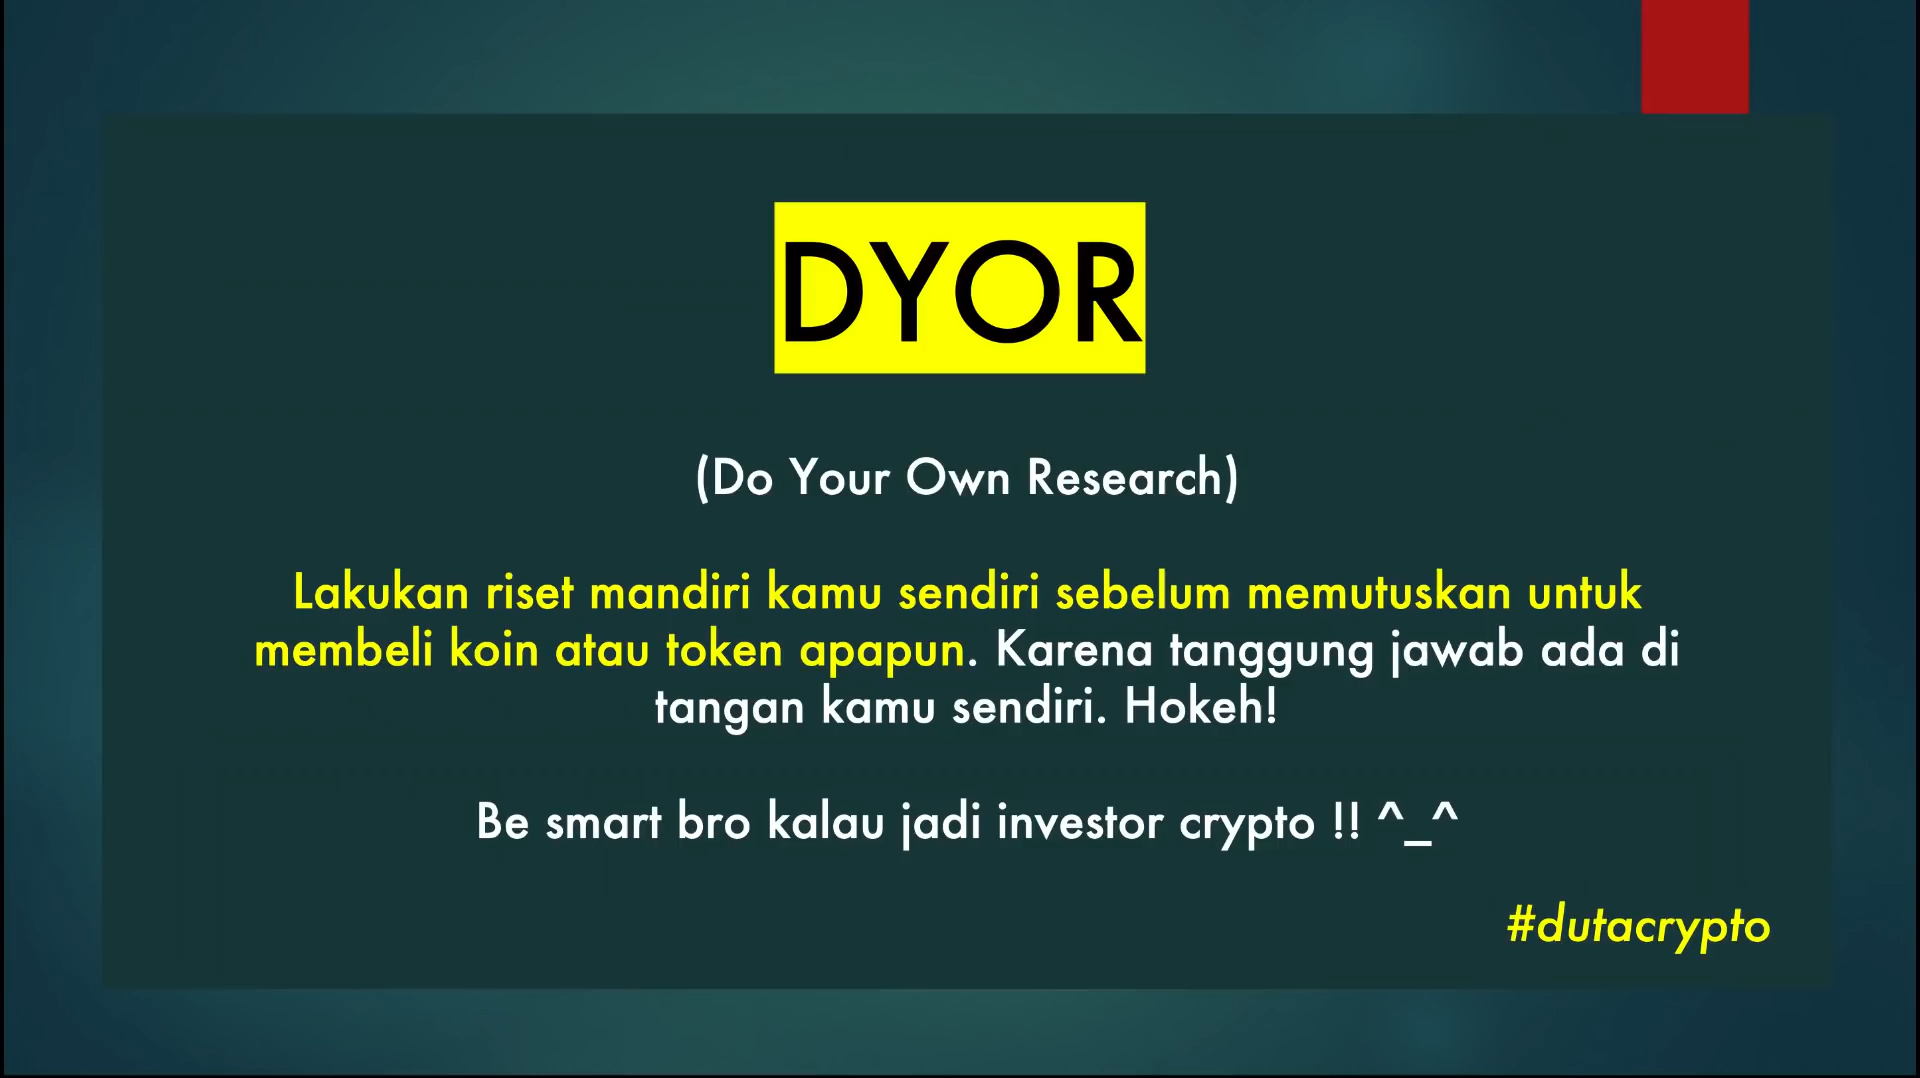 DYOR
(Do Your Own Research)
Lakukan riset mandiri kamu sendiri sebelum memutuskan untuk
membeli koin atau token apapun. Karena tanggung jawab ada di
tangan kamu sendiri. Hokeh!
Be smart bro kalau jadi investor crypto !! ^_^
#dutacrypto